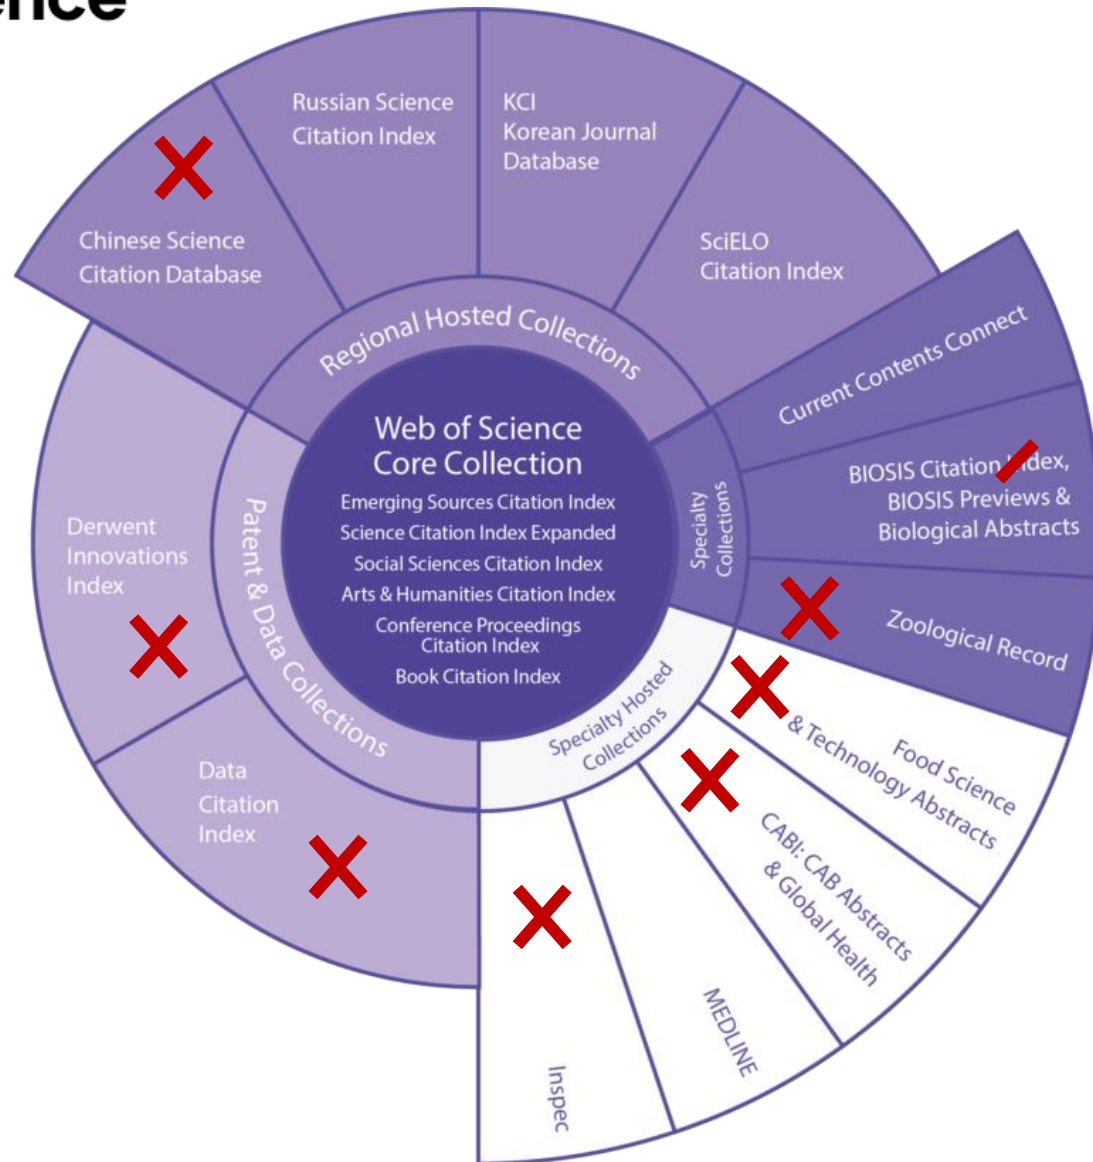 Russian Science
Citation Index
KCI
Korean Journal
Database
Chinese Science
Citation Database
SciELO
Citation Index
Regional Hosted Collections
Current Contents Connect
Web of Science
Core Collection
Emerging Sources Citation Index
Science Citation Index Expanded
Social Sciences Citation Index
Arts & Humanities Citation Index
Conference Proceedings
Citation Index
Book Citation Index
Specialty
Collections
BIOSIS Citation Index,
BIOSIS Previews &
Biological Abstracts
Zoological Record
Derwent
Innovations
Index
Patent & Data Collections
Data
Citation
Index
Specialty Hosted
Collections
Food Science
& Technology Abstracts
CABI: CAB Abstracts
& Global Health
MEDLINE
Inspec